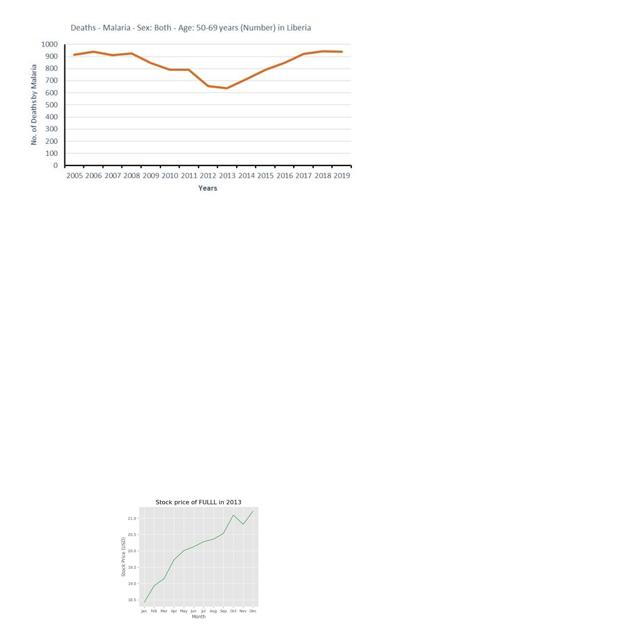 Deaths - Malaria - Sex: Both - Age: 50-69 years (Number) in Liberia
No. of Deaths by Malaria
1000
900
800
700
600
500
400
300
200
100
0
2005 2006 2007 2008 2009 2010 2011 2012 2013 2014 2015 2016 2017 2018 2019
Years
Stock price of FULLL in 2013
Stock Price (USD)
21.0
20.5
20.0
19.5
19.0
18.5
Jan Feb Mar Apr May Jun Jul Aug Sep Oct Nov Dec
Month